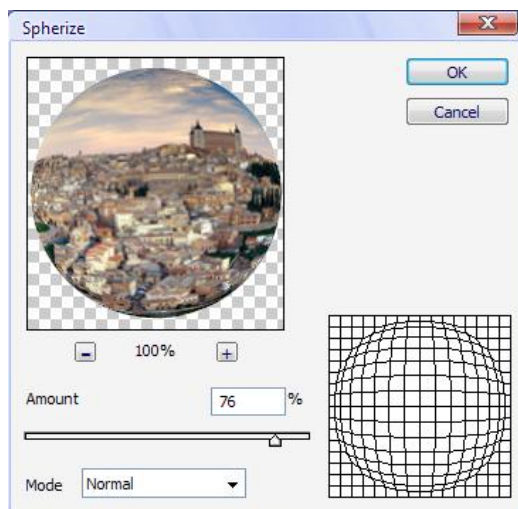 Spherize
OK
Cancel
- 100% +
Amount 76 %
Mode Normal